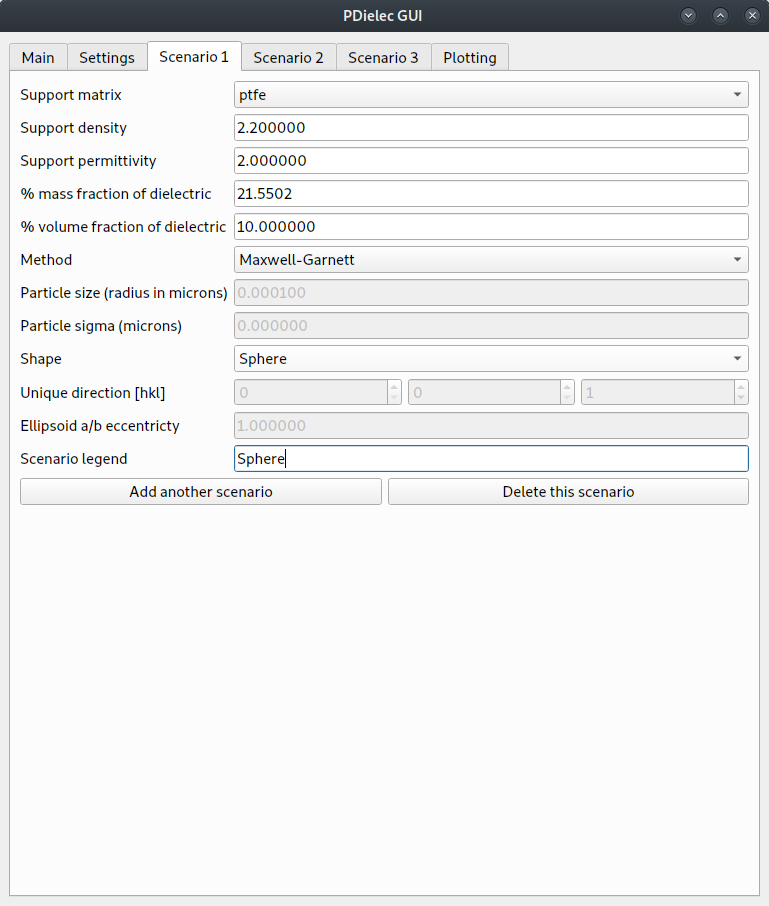 PDielec GUI
Main Settings Scenario 1 Scenario 2 Scenario 3 Plotting
Support matrix ptfe
Support density 2.200000
Support permittivity 2.000000
% mass fraction of dielectric 21.5502
% volume fraction of dielectric 10.000000
Method Maxwell-Garnett
Particle size (radius in microns) 0.000100
Particle sigma (microns) 0.000000
Shape Sphere
Unique direction [hkl] 0 0 1
Ellipsoid a/b eccentricty 1.000000
Scenario legend Sphere
Add another scenario Delete this scenario